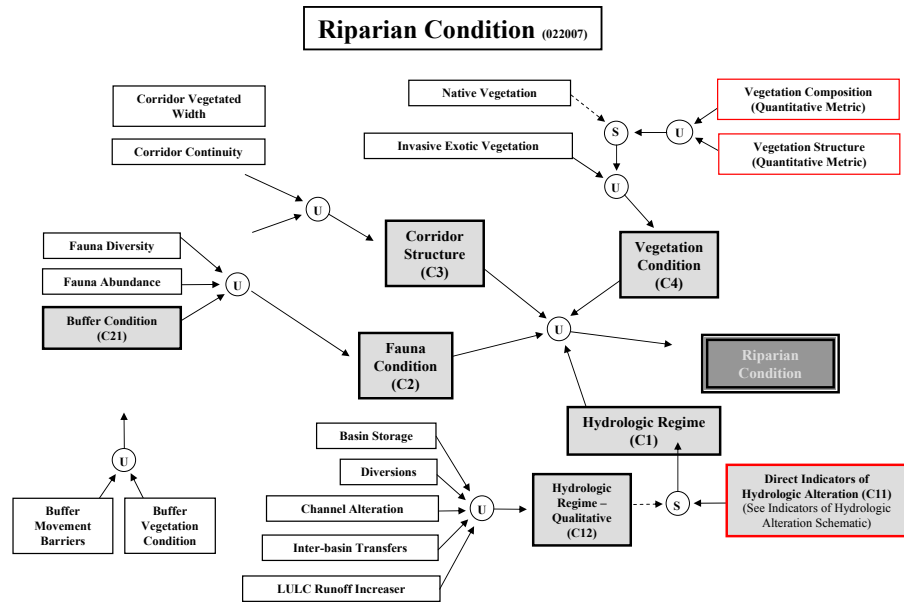 Riparian Condition (022007)
Corridor Vegetated
Width
Corridor Continuity
Native Vegetation
Invasive Exotic Vegetation
S
U
Vegetation Composition
(Quantitative Metric)
Vegetation Structure
(Quantitative Metric)
U
U
Fauna Diversity
Fauna Abundance
Buffer Condition
(C21)
U
Corridor
Structure
(C3)
Vegetation
Condition
(C4)
Fauna
Condition
(C2)
U
Riparian
Condition
Hydrologic Regime
(C1)
U
Buffer
Movement
Barriers
Buffer
Vegetation
Condition
Basin Storage
Diversions
Channel Alteration
Inter-basin Transfers
LULC Runoff Increaser
U
Hydrologic
Regime –
Qualitative
(C12)
S
Direct Indicators of
Hydrologic Alteration (C11)
(See Indicators of Hydrologic
Alteration Schematic)